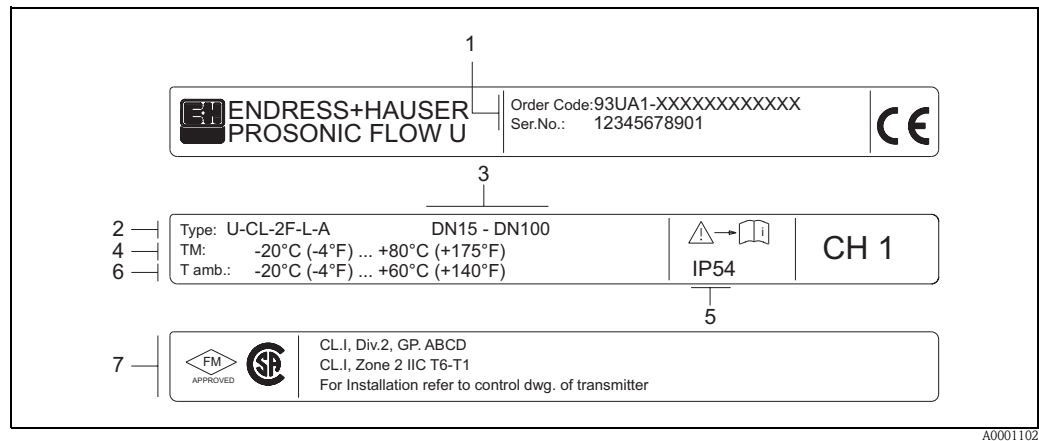 1
E+H ENDRESS+HAUSER
PROSONIC FLOW U
Order Code: 93UA1-XXXXXXXXXXXX
Ser.No.: 12345678901
CE
3
2
Type: U-CL-2F-L-A DN15 - DN100
4
TM: -20°C (-4°F) ... +80°C (+175°F)
6
T amb.: -20°C (-4°F) ... +60°C (+140°F)
i
IP54
CH 1
5
7
FM
APPROVED
SA
CL.I, Div.2, GP. ABCD
CL.I, Zone 2 IIC T6-T1
For Installation refer to control dwg. of transmitter
A0001102